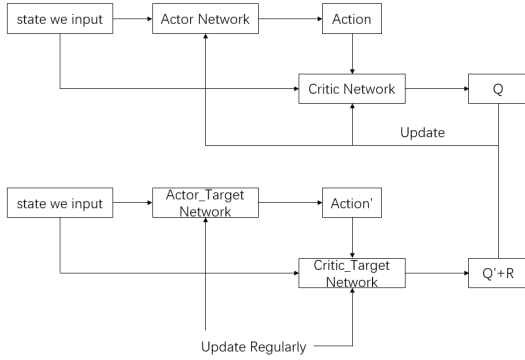 state we input
Actor Network
Action
Critic Network
Q
Update
state we input
Actor_Target
Network
Action’
Critic_Target
Network
Q’+R
Update Regularly